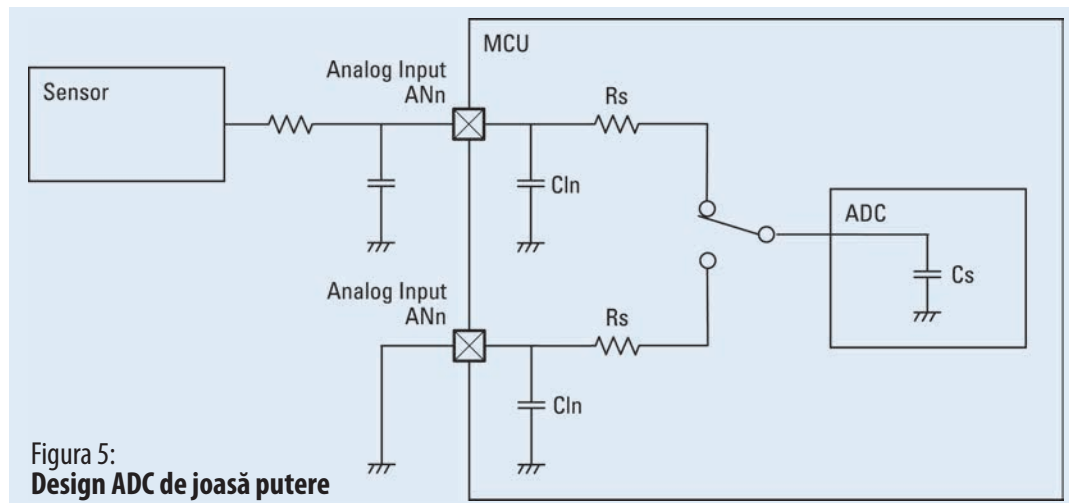 MCU
Sensor
Analog Input
ANn
Rs
CIn
ADC
Cs
Analog Input
ANn
Rs
CIn
Figura 5:
Design ADC de joasă putere